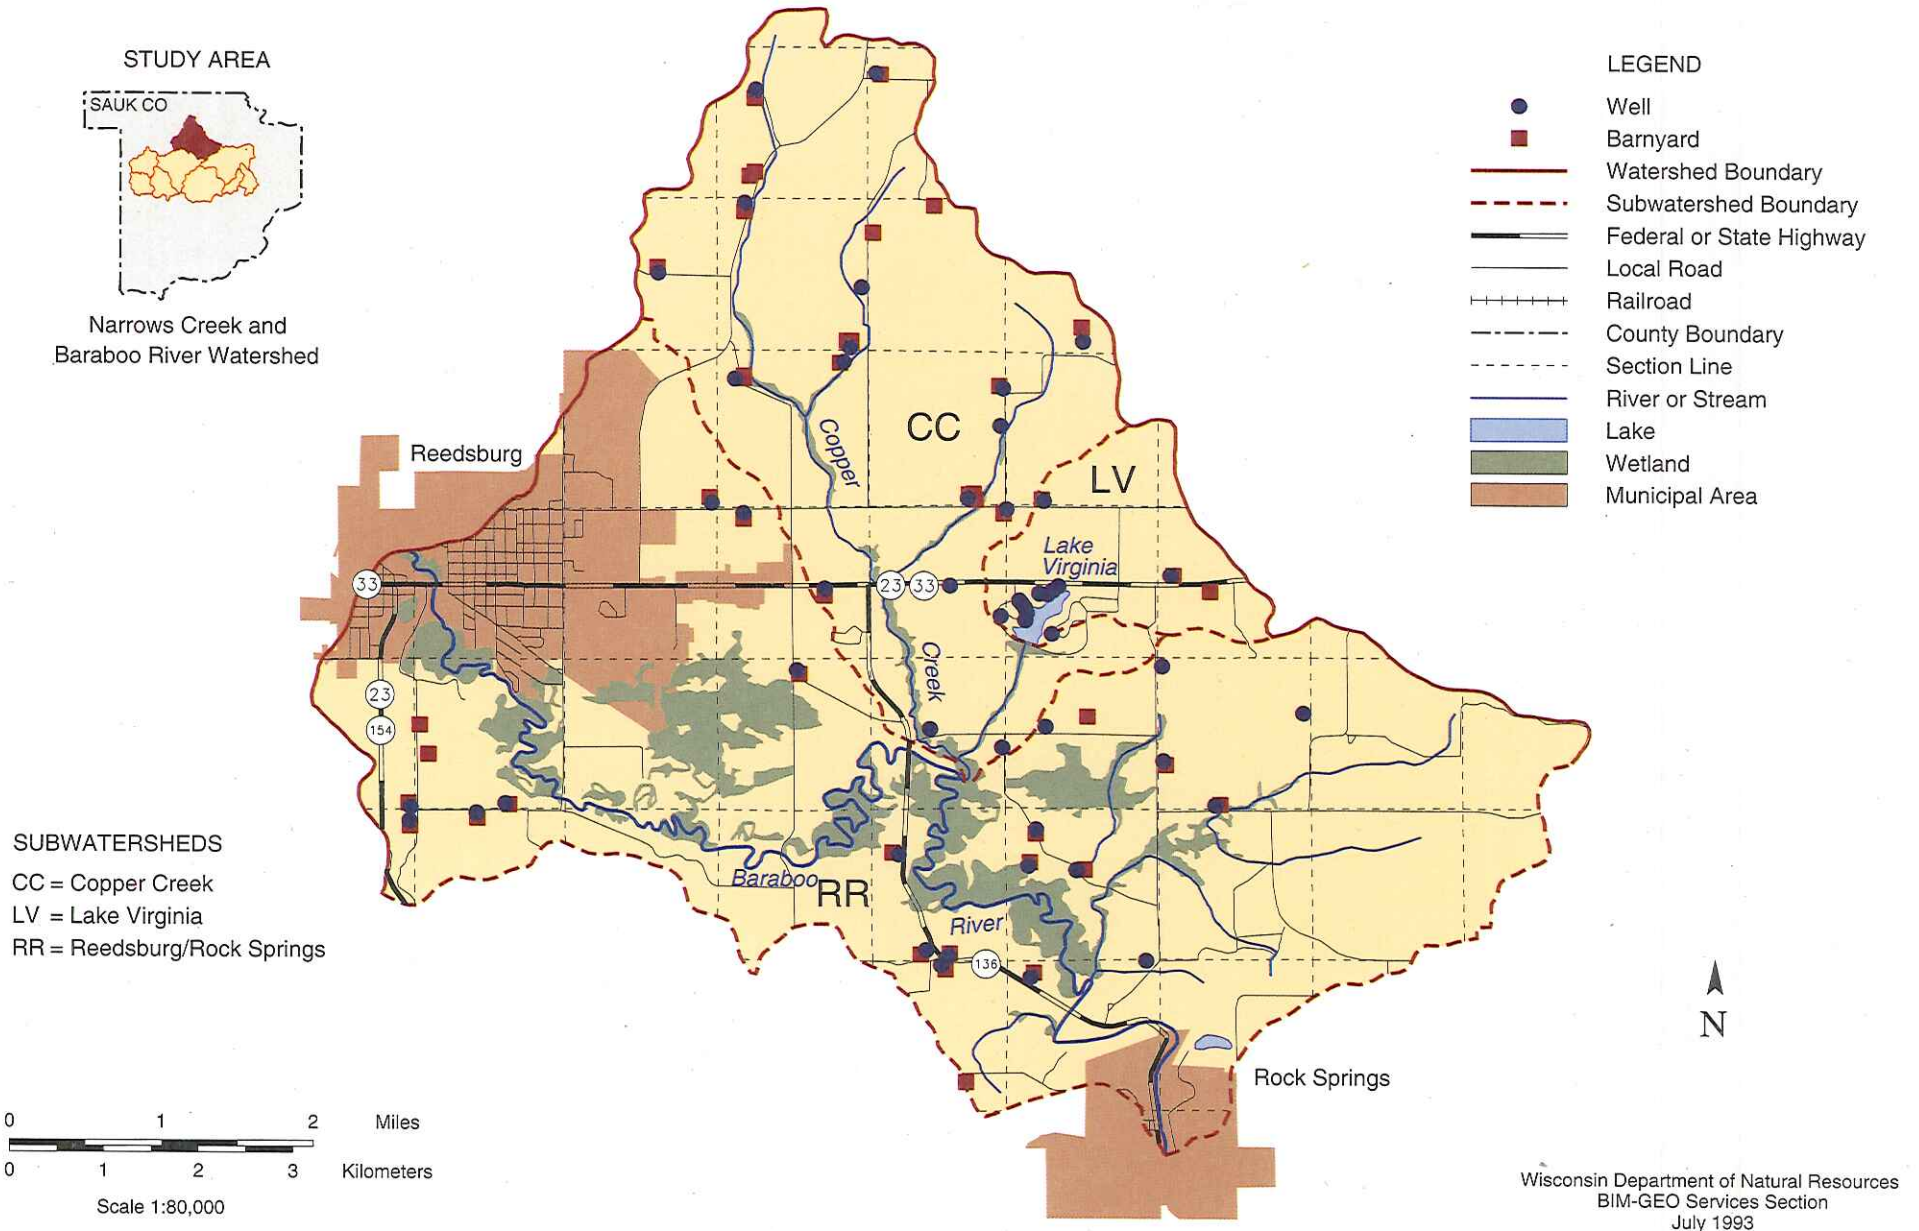 STUDY AREA
SAUK CO
Narrows Creek and
Baraboo River Watershed
LEGEND
Well
Barnyard
Watershed Boundary
Subwatershed Boundary
Federal or State Highway
Local Road
Railroad
County Boundary
Section Line
River or Stream
Lake
Wetland
Municipal Area
Reedsburg
CC
Copper
LV
Lake
Virginia
33
23
33
Creek
23
154
Baraboo
RR
River
136
Rock Springs
SUBWATERSHEDS
CC = Copper Creek
LV = Lake Virginia
RR = Reedsburg/Rock Springs
0 1 2 Miles
0 1 2 3 Kilometers
Scale 1:80,000
N
Wisconsin Department of Natural Resources
BIM-GEO Services Section
July 1993